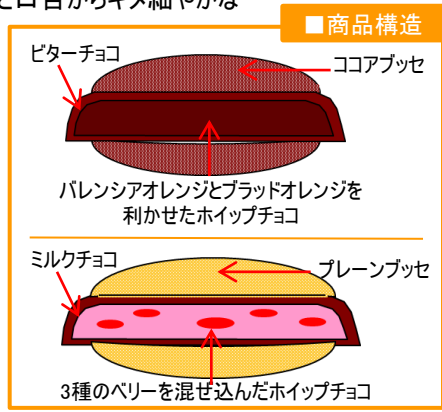 と口当からキメ細やかな
■商品構造
ビターチョコ
ココアブッセ
バレンシアオレンジとブラッドオレンジを
利かせたホイップチョコ
ミルクチョコ
プレーンブッセ
3種のベリーを混ぜ込んだホイップチョコ